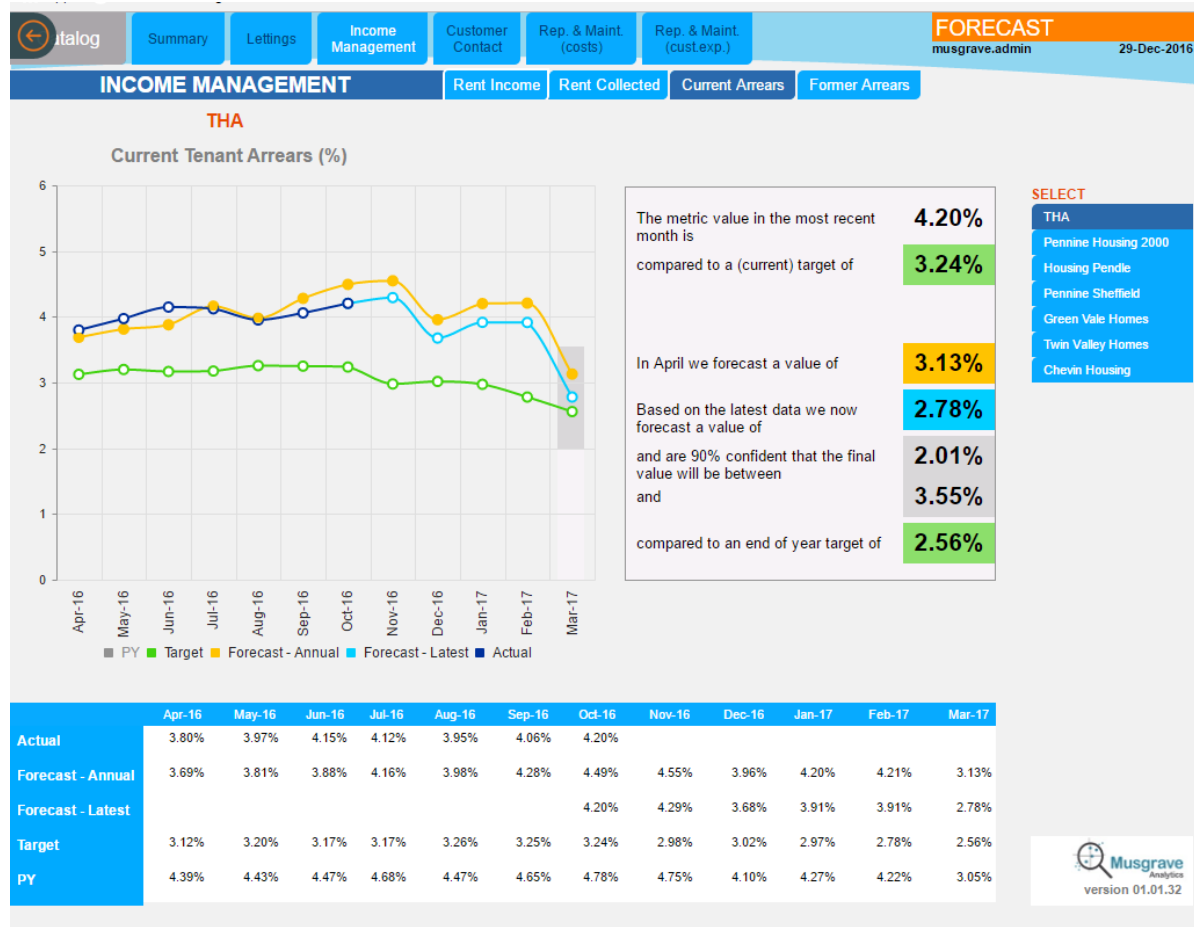 atalog
Summary
Lettings
Income
Management
Customer
Contact
Rep. & Maint.
(costs)
Rep. & Maint.
(cust.exp.)
FORECAST
musgrave.admin 29-Dec-2016
INCOME MANAGEMENT
Rent Income
Rent Collected
Current Arrears
Former Arrears
THA
Current Tenant Arrears (%)
6
5
4
3
2
1
0
Apr-16
May-16
Jun-16
Jul-16
Aug-16
Sep-16
Oct-16
Nov-16
Dec-16
Jan-17
Feb-17
Mar-17
PY Target Forecast - Annual Forecast - Latest Actual
The metric value in the most recent
month is
4.20%
compared to a (current) target of
3.24%
In April we forecast a value of
3.13%
Based on the latest data we now
forecast a value of
2.78%
and are 90% confident that the final
value will be between
2.01%
and
3.55%
compared to an end of year target of
2.56%
SELECT
THA
Pennine Housing 2000
Housing Pendle
Pennine Sheffield
Green Vale Homes
Twin Valley Homes
Chevin Housing
Apr-16 May-16 Jun-16 Jul-16 Aug-16 Sep-16 Oct-16 Nov-16 Dec-16 Jan-17 Feb-17 Mar-17
Actual 3.80% 3.97% 4.15% 4.12% 3.95% 4.06% 4.20%
Forecast - Annual 3.69% 3.81% 3.88% 4.16% 3.98% 4.28% 4.49% 4.55% 3.96% 4.20% 4.21% 3.13%
Forecast - Latest 4.20% 4.29% 3.68% 3.91% 3.91% 2.78%
Target 3.12% 3.20% 3.17% 3.17% 3.26% 3.25% 3.24% 2.98% 3.02% 2.97% 2.78% 2.56%
PY 4.39% 4.43% 4.47% 4.68% 4.47% 4.65% 4.78% 4.75% 4.10% 4.27% 4.22% 3.05%
Musgrave
Analytics
version 01.01.32